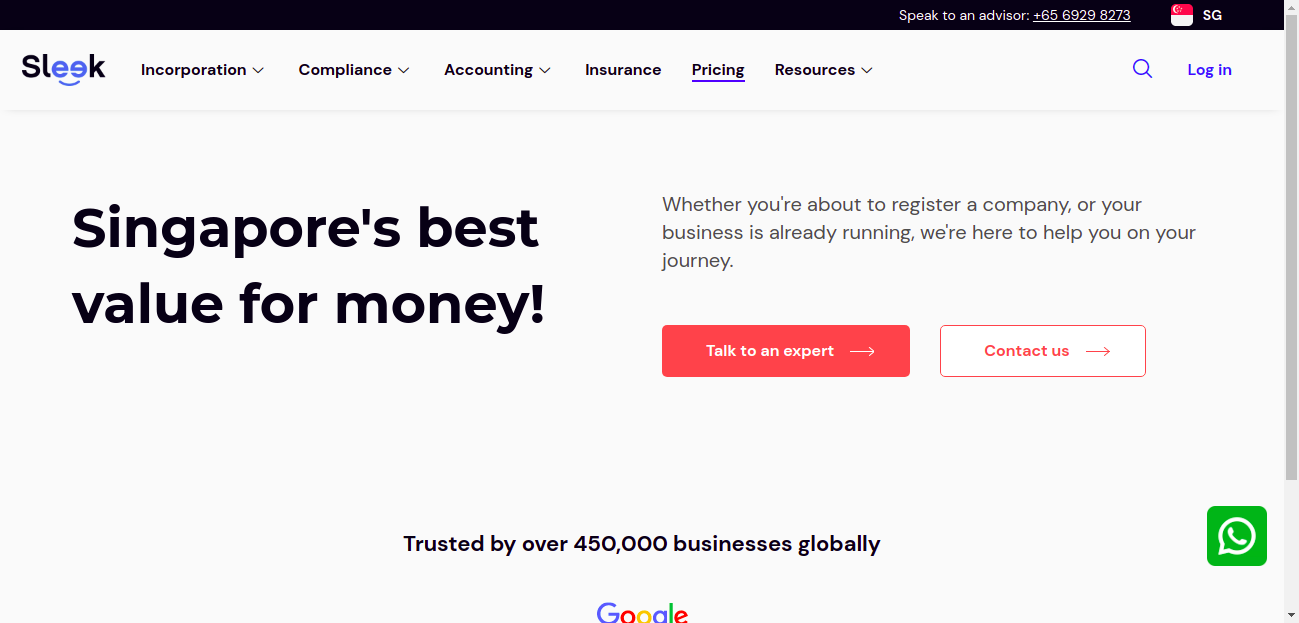 Speak to an advisor: +65 6929 8273 SG
Sleek Incorporation Compliance Accounting Insurance Pricing Resources Log in
Singapore's best
value for money!
Whether you're about to register a company, or your
business is already running, we're here to help you on your
journey.
Talk to an expert Contact us
Trusted by over 450,000 businesses globally
Google